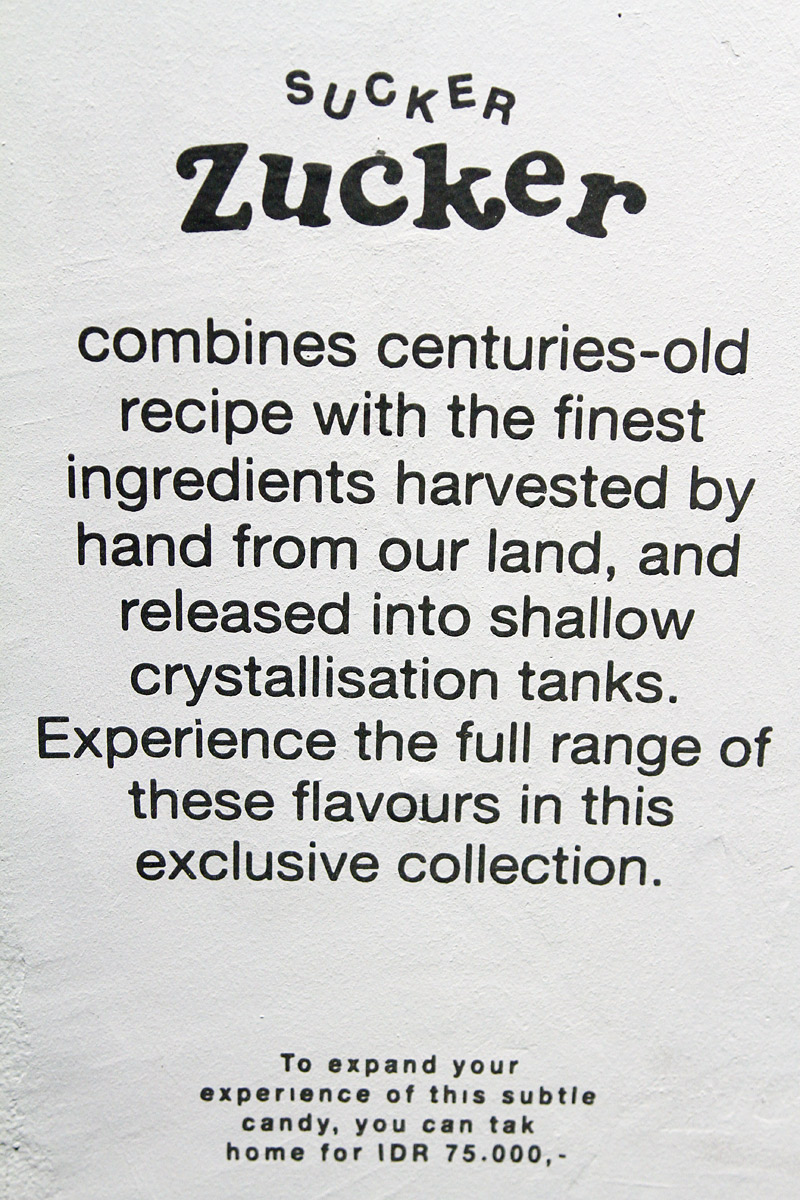 SUCKER
Zucker
combines centuries-old
recipe with the finest
ingredients harvested by
hand from our land, and
released into shallow
crystallisation tanks.
Experience the full range of
these flavours in this
exclusive collection.
To expand your
experience of this subtle
candy, you can tak
home for IDR 75.000,-